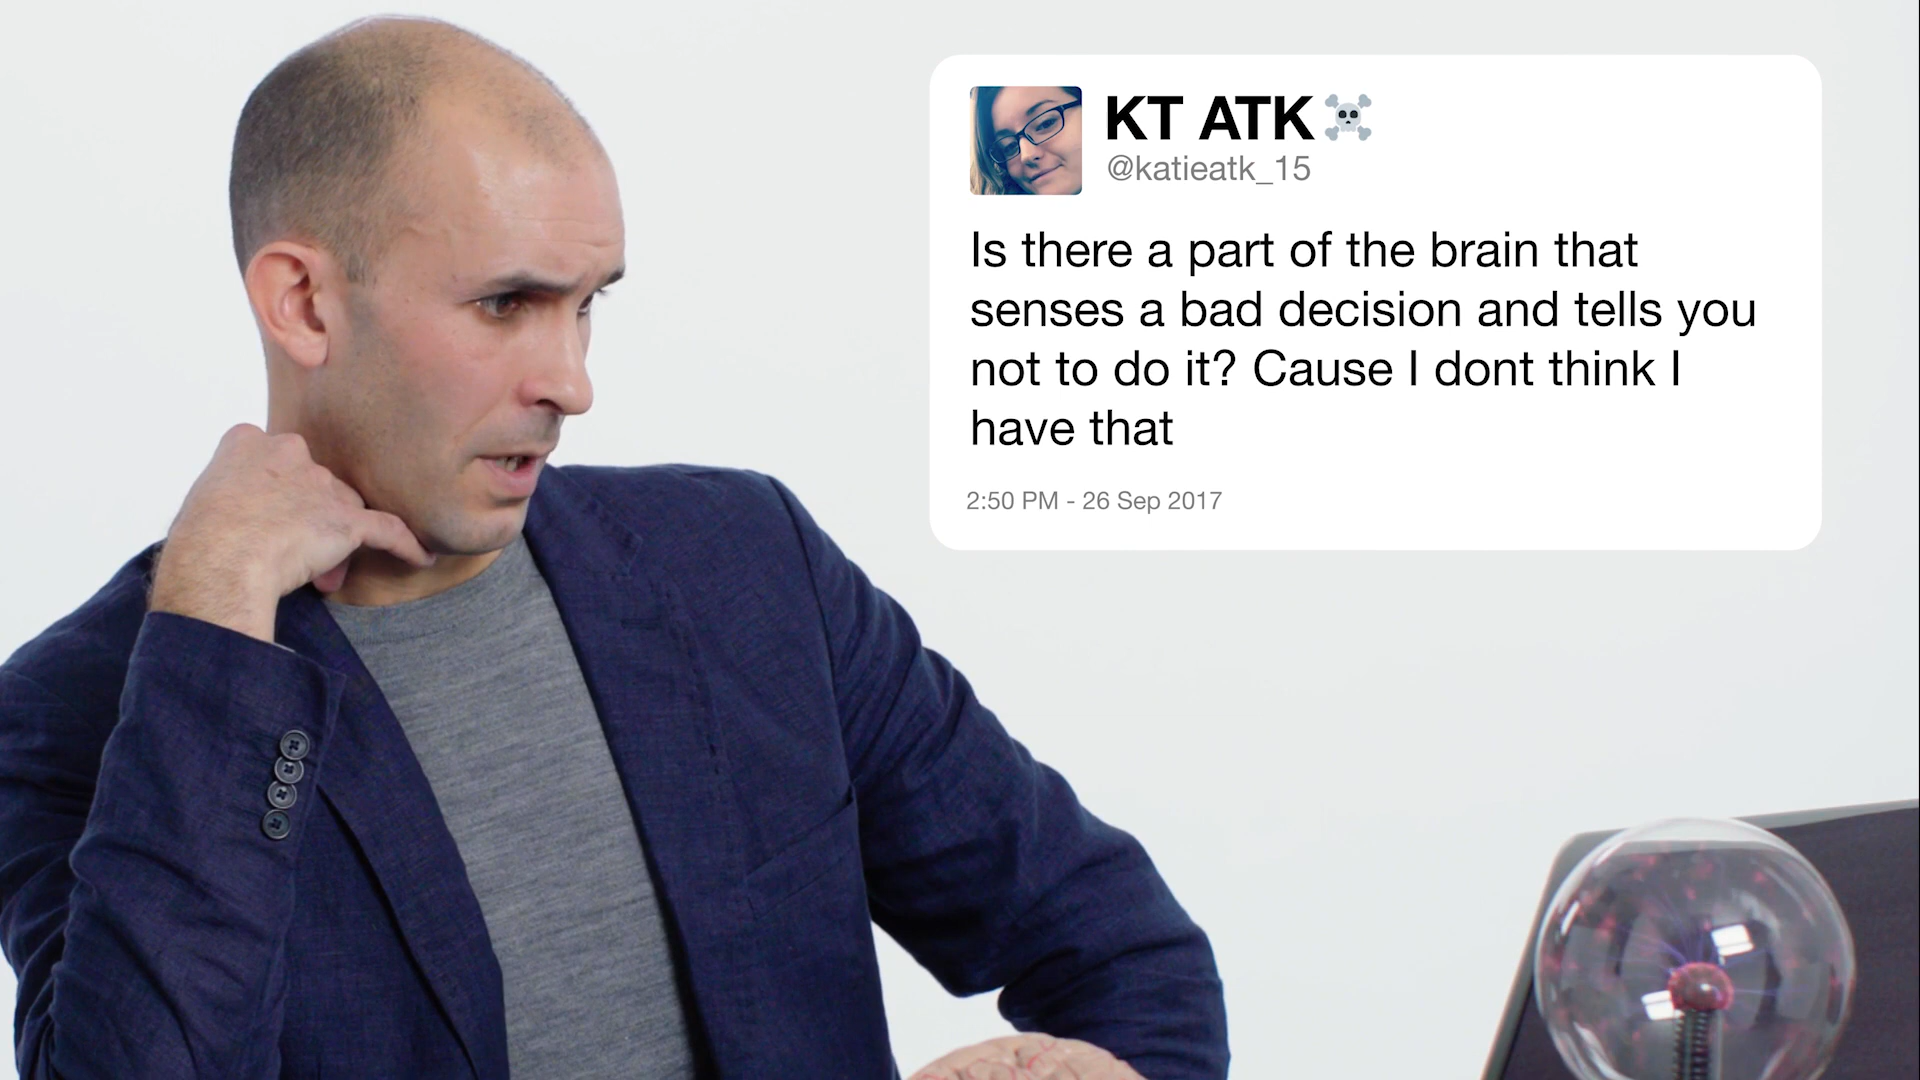 KT ATK☠️
@katieatk_15
Is there a part of the brain that
senses a bad decision and tells you
not to do it? Cause I dont think I
have that
2:50 PM - 26 Sep 2017